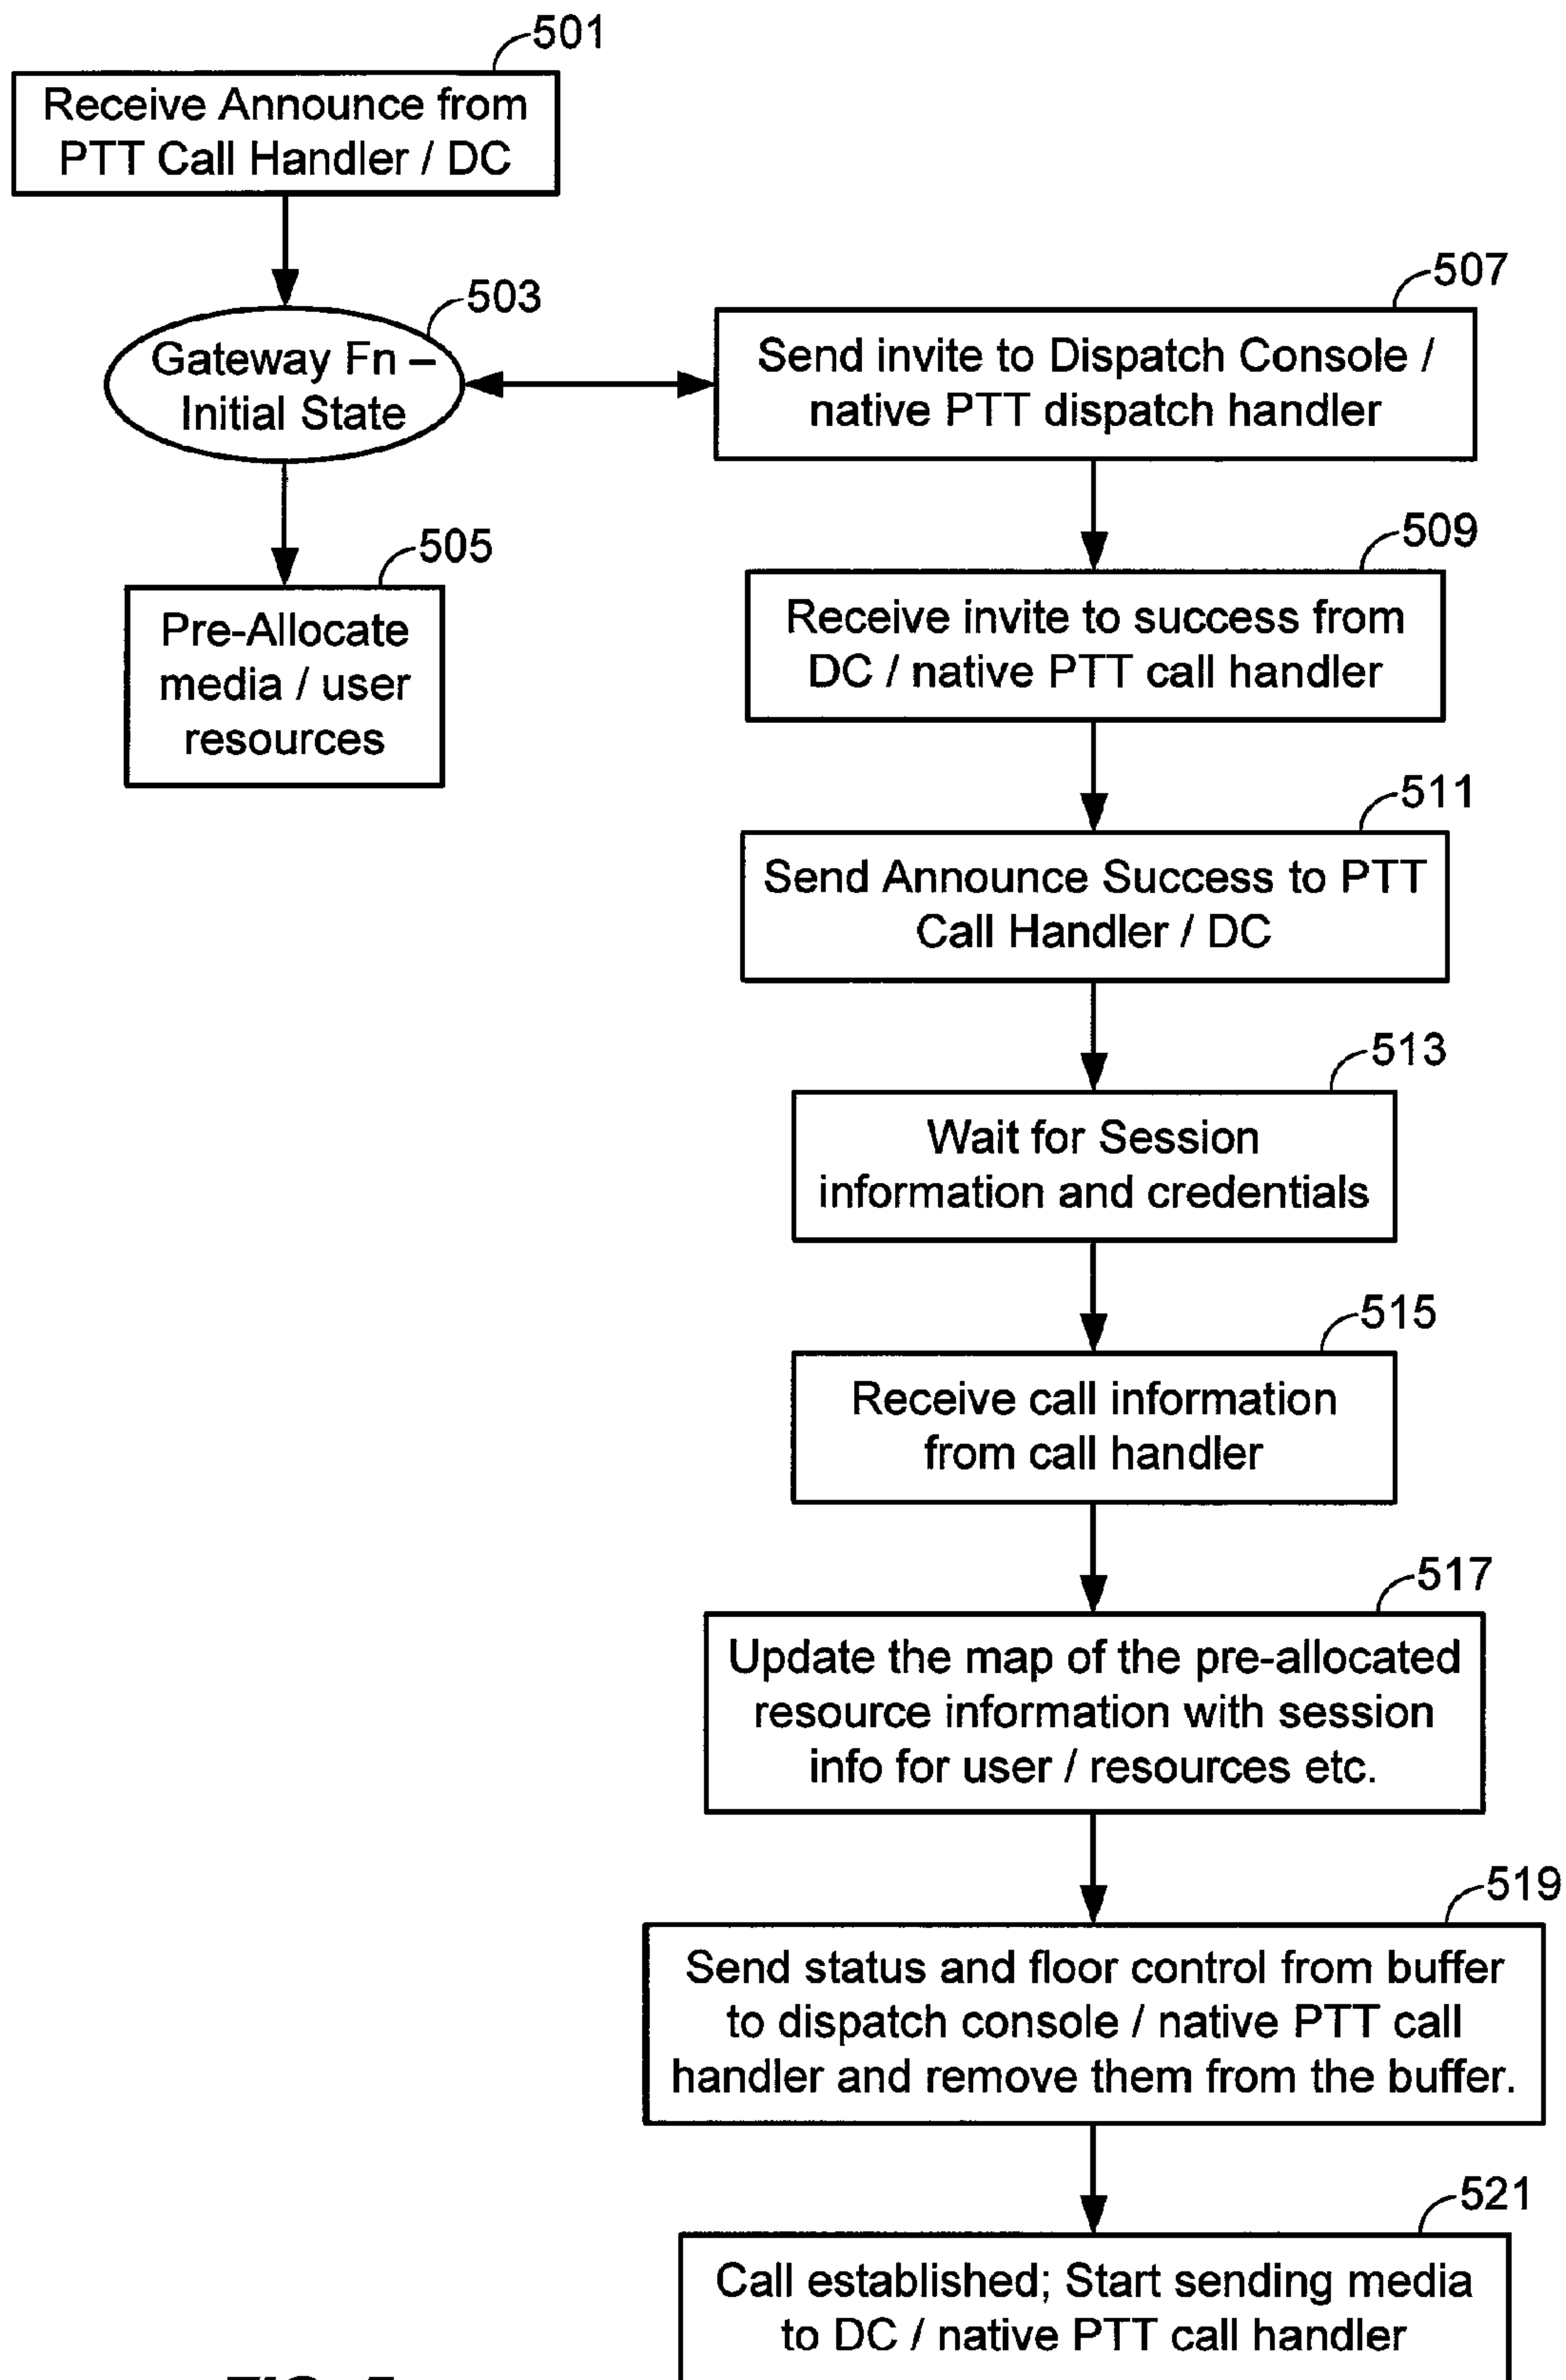 501
Receive Announce from
PTT Call Handler / DC
503
Gateway Fn –
Initial State
505
Pre-Allocate
media / user
resources
507
Send invite to Dispatch Console /
native PTT dispatch handler
509
Receive invite to success from
DC / native PTT call handler
511
Send Announce Success to PTT
Call Handler / DC
513
Wait for Session
information and credentials
515
Receive call information
from call handler
517
Update the map of the pre-allocated
resource information with session
info for user / resources etc.
519
Send status and floor control from buffer
to dispatch console / native PTT call
handler and remove them from the buffer.
521
Call established; Start sending media
to DC / native PTT call handler